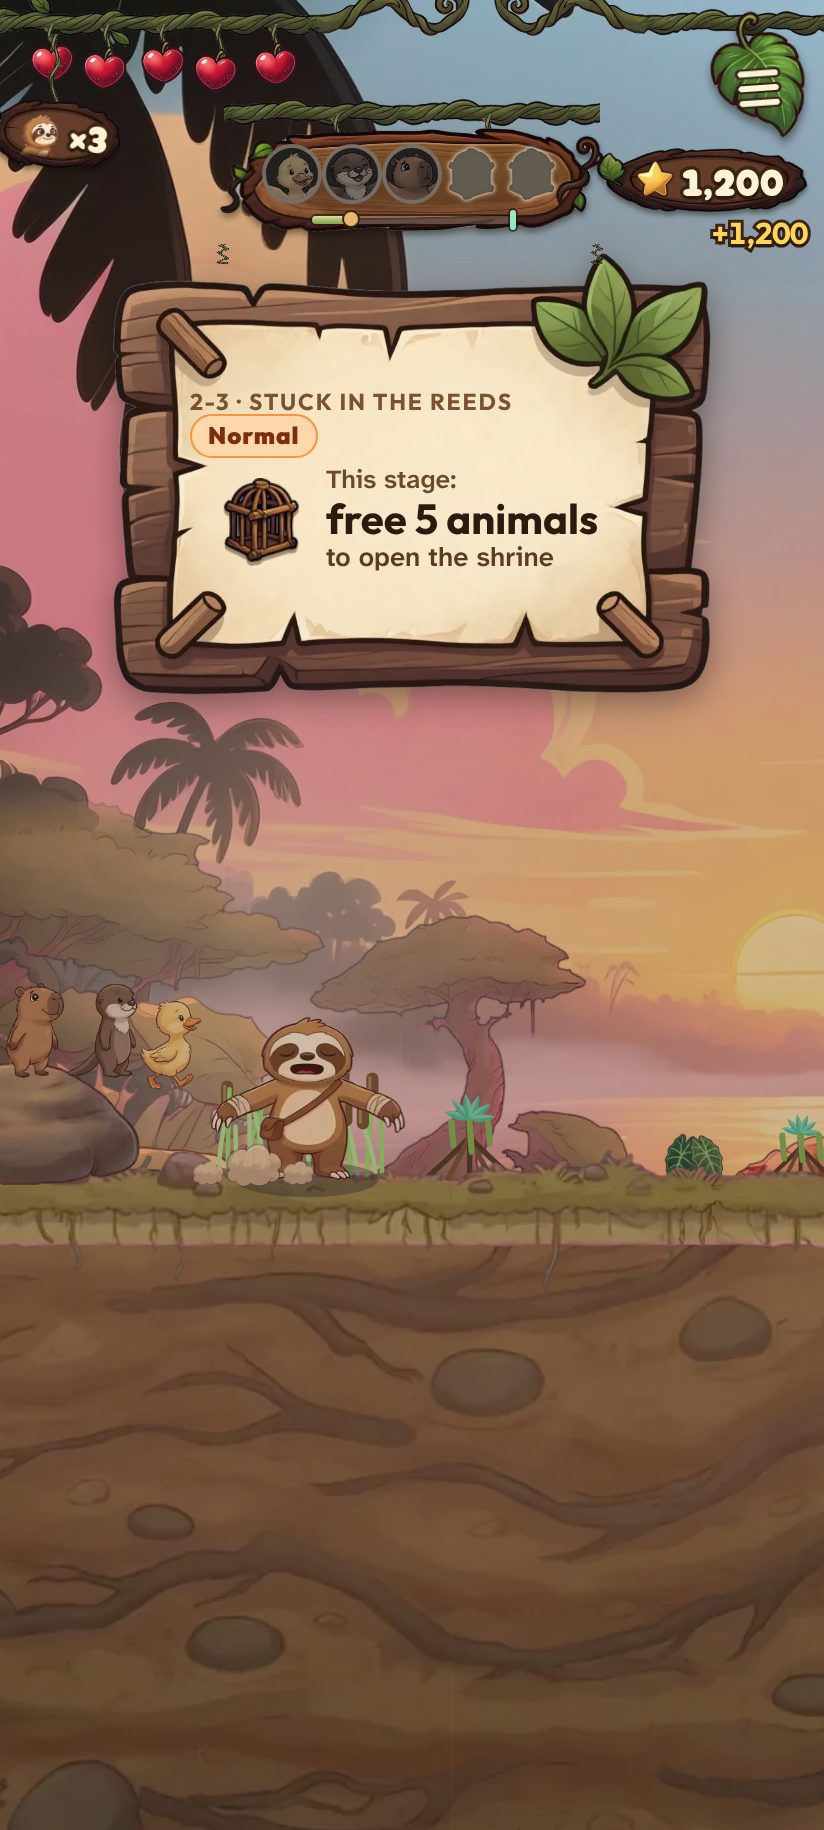 ×3
1,200
+1,200
2-3 · STUCK IN THE REEDS
Normal
This stage:
free 5 animals
to open the shrine